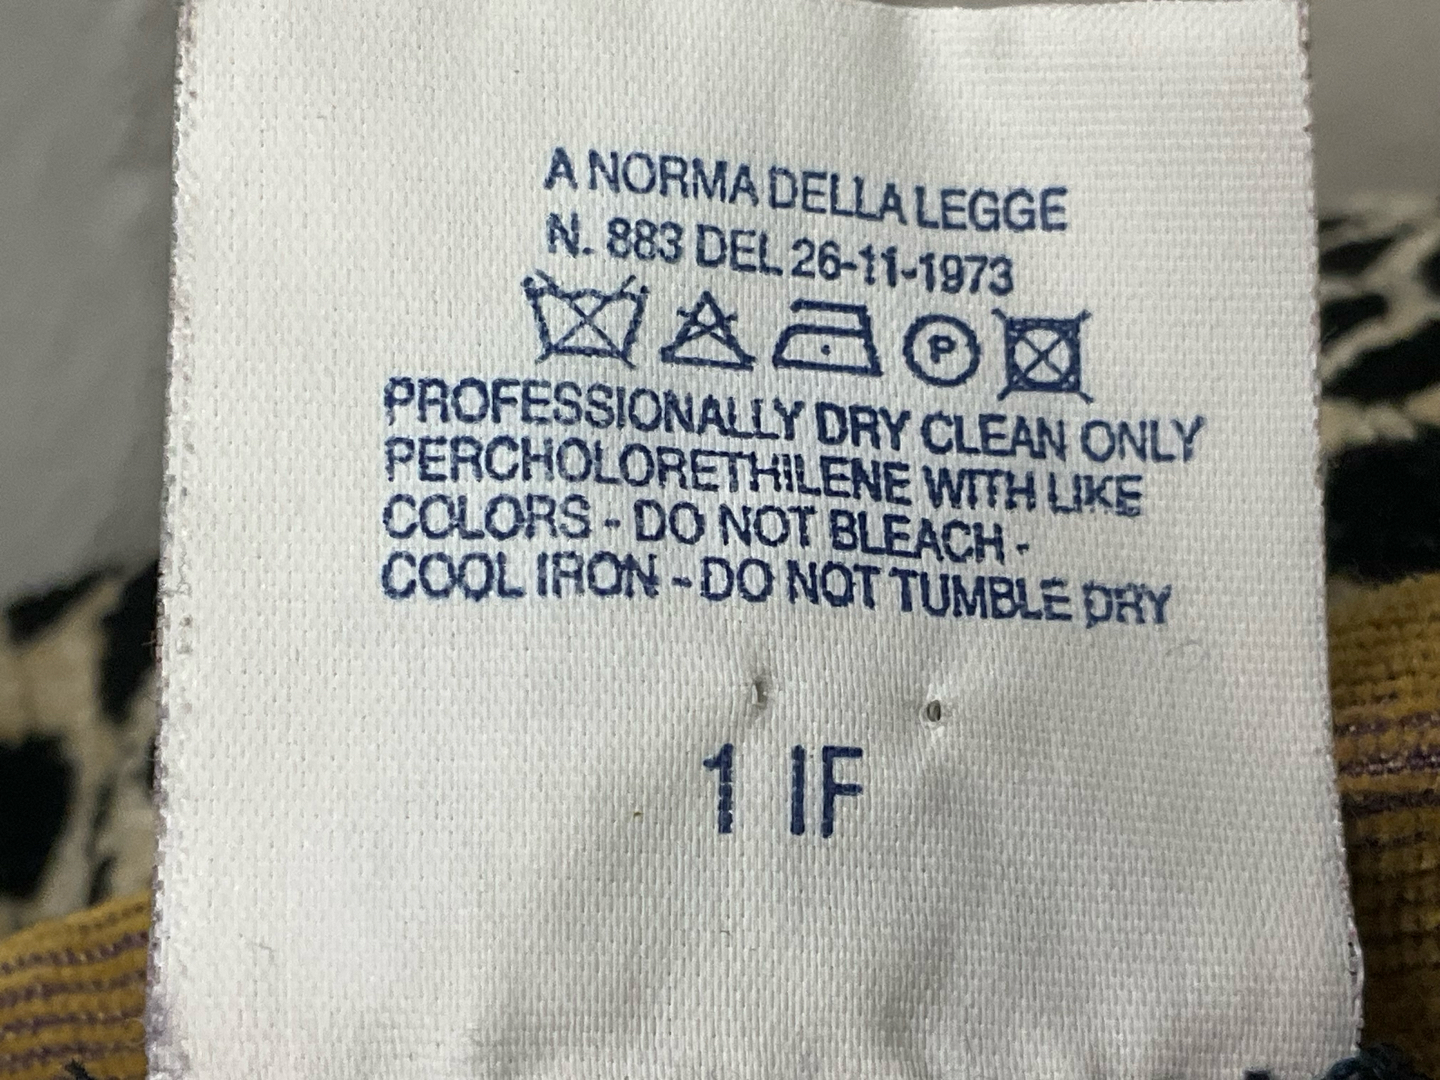 A NORMA DELLA LEGGE
N. 883 DEL 26-11-1973
P
PROFESSIONALLY DRY CLEAN ONLY
PERCHOLORETHILENE WITH LIKE
COLORS - DO NOT BLEACH -
COOL IRON - DO NOT TUMBLE DRY
1 IF